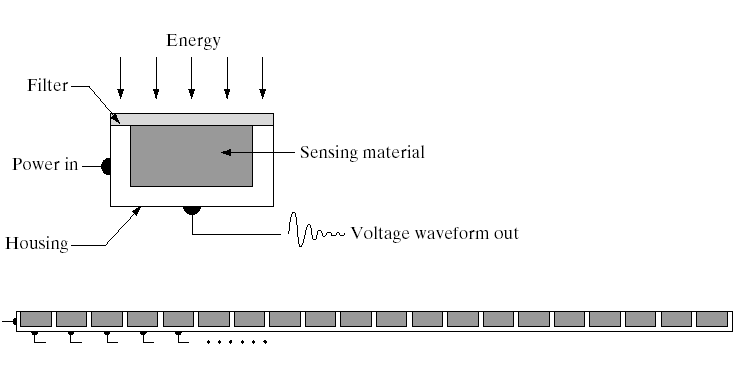 Energy
Filter
Power in
Sensing material
Housing
Voltage waveform out